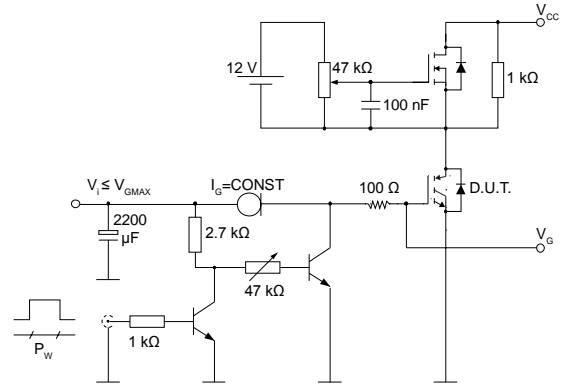 V_CC
12 V
47 kΩ
1 kΩ
100 nF
V_i ≤ V_GMAX
I_G=CONST
100 Ω
D.U.T.
2200
μF
2.7 kΩ
V_G
47 kΩ
1 kΩ
P_W